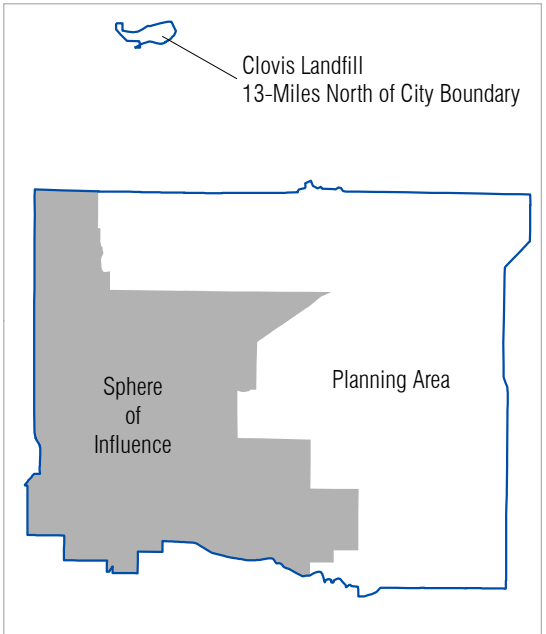 Clovis Landfill
13-Miles North of City Boundary
Planning Area
Sphere
of
Influence